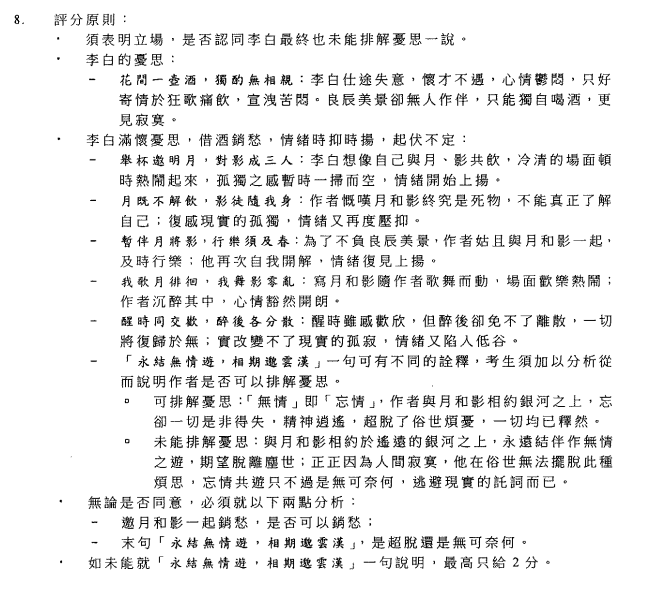 8. 評分原則：
· 須表明立場，是否認同李白最終也未能排解憂思一說。
· 李白的憂思：
– 花間一壺酒，獨酌無相親：李白仕途失意，懷才不遇，心情鬱悶，只好
寄情於狂歌痛飲，宣洩苦悶。良辰美景卻無人作伴，只能獨自喝酒，更
見寂寞。
· 李白滿懷憂思，借酒銷愁，情緒時抑時揚，起伏不定：
– 舉杯邀明月，對影成三人：李白想像自己與月、影共飲，冷清的場面頓
時熱鬧起來，孤獨之感暫時一掃而空，情緒開始上揚。
– 月既不解飲，影徒隨我身：作者慨嘆月和影終究是死物，不能真正了解
自己；復感現實的孤獨，情緒又再度壓抑。
– 暫伴月將影，行樂須及春：為了不負良辰美景，作者姑且與月和影一起，
及時行樂；他再次自我開解，情緒復見上揚。
– 我歌月徘徊，我舞影零亂：寫月和影隨作者歌舞而動，場面歡樂熱鬧；
作者沉醉其中，心情豁然開朗。
– 醒時同交歡，醉後各分散：醒時雖感歡欣，但醉後卻免不了離散，一切
將復歸於無；實改變不了現實的孤寂，情緒又陷入低谷。
– 「永結無情遊，相期邈雲漢」一句可有不同的詮釋，考生須加以分析從
而說明作者是否可以排解憂思。
▫ 可排解憂思：「無情」即「忘情」，作者與月和影相約銀河之上，忘
卻一切是非得失，精神逍遙，超脫了俗世煩憂，一切均已釋然。
▫ 未能排解憂思：與月和影相約於遙遠的銀河之上，永遠結伴作無情
之遊，期望脫離塵世；正正因為人間寂寞，他在俗世無法擺脫此種
煩思，忘情共遊只不過是無可奈何，逃避現實的託詞而已。
· 無論是否同意，必須就以下兩點分析：
– 邀月和影一起銷愁，是否可以銷愁；
– 末句「永結無情遊，相期邈雲漢」，是超脫還是無可奈何。
· 如未能就「永結無情遊，相期邈雲漢」一句說明，最高只給 2 分。